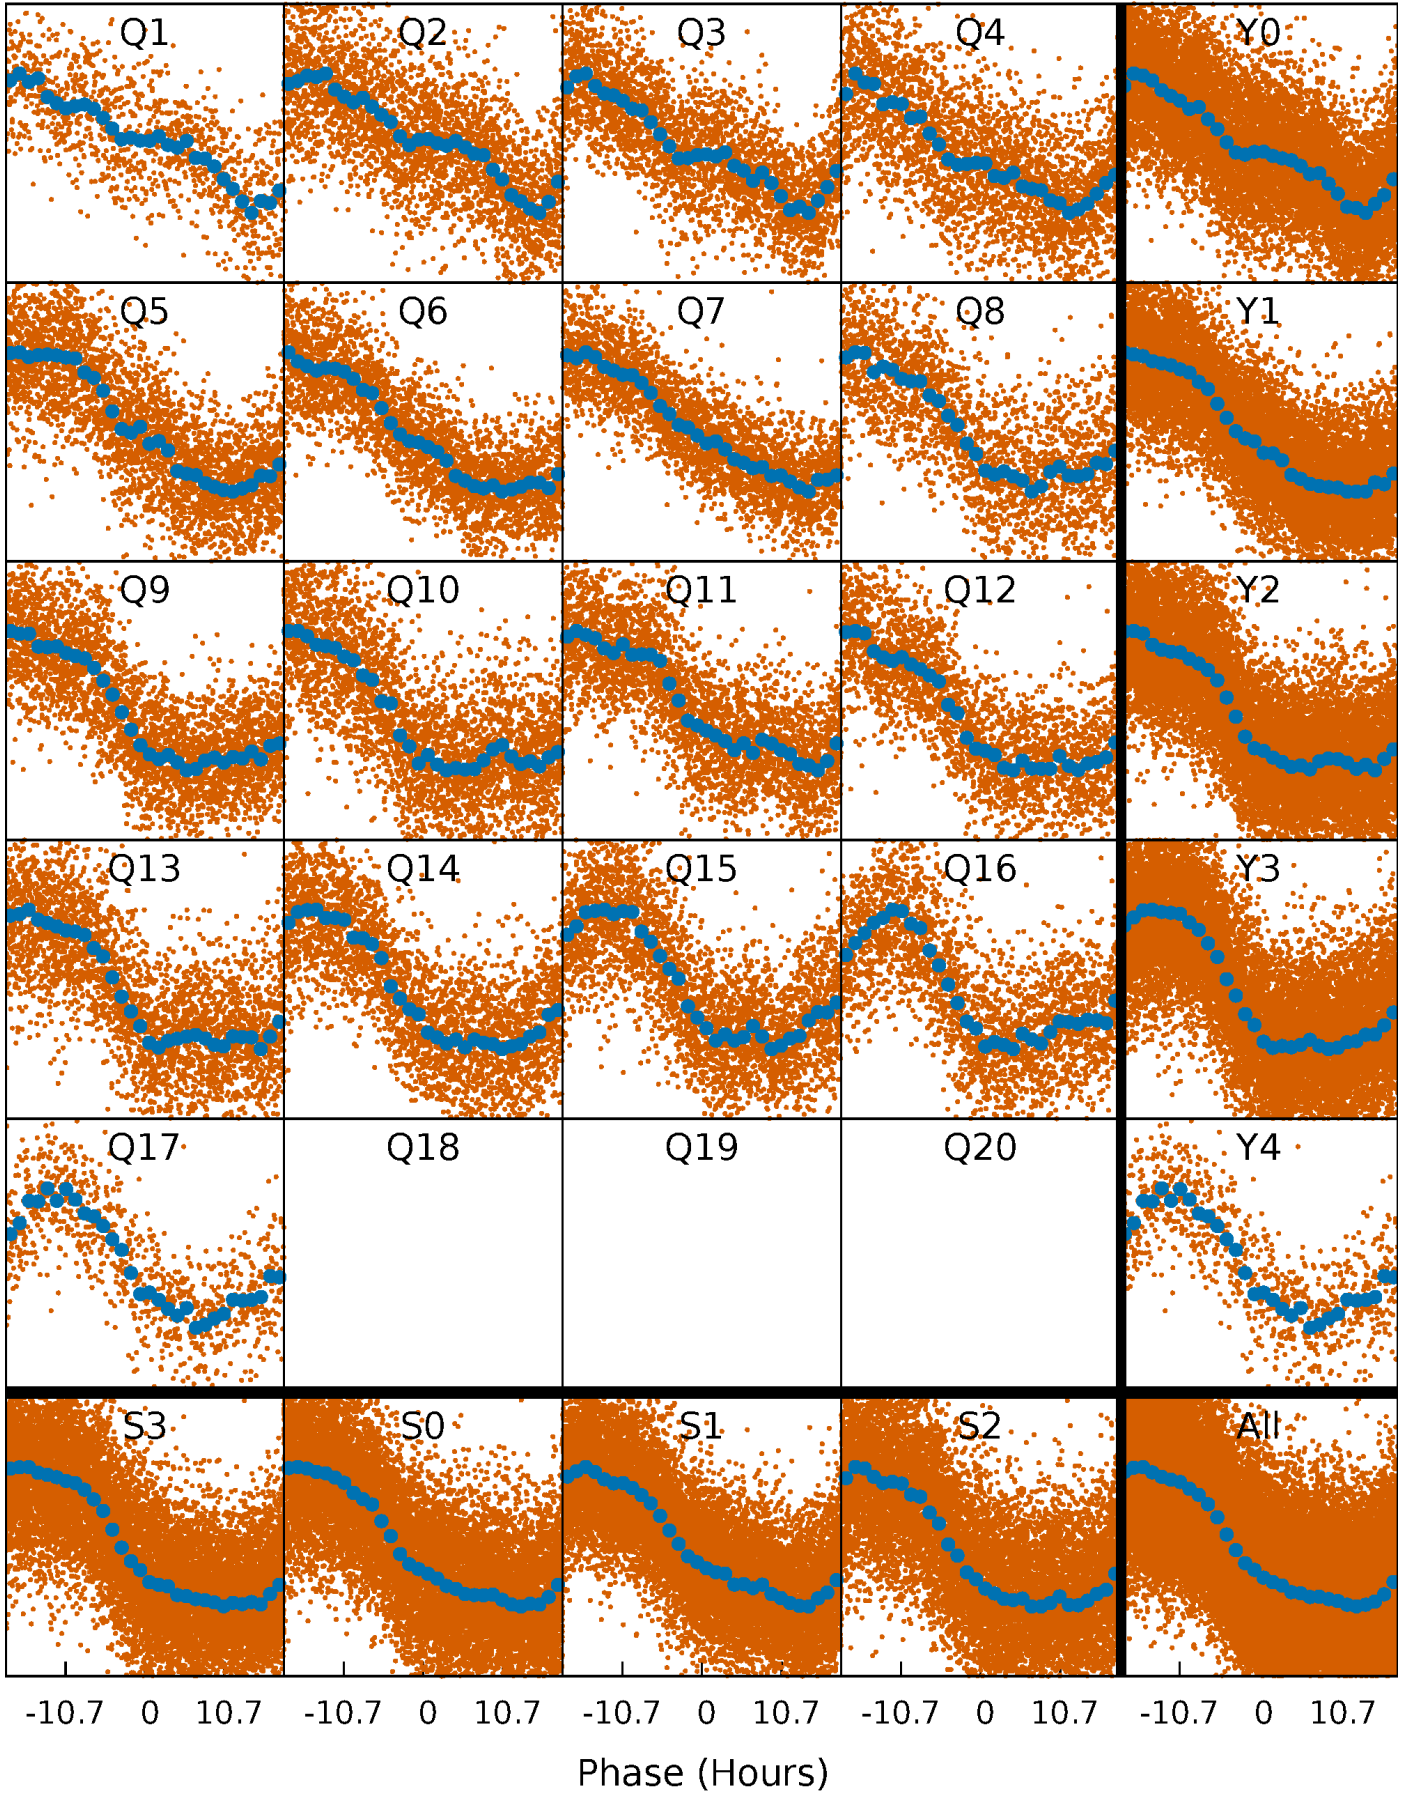 Q1 Q2 Q3 Q4 Y0
Q5 Q6 Q7 Q8 Y1
Q9 Q10 Q11 Q12 Y2
Q13 Q14 Q15 Q16 Y3
Q17 Q18 Q19 Q20 Y4
S3 S0 S1 S2 All
-10.7 0 10.7 -10.7 0 10.7 -10.7 0 10.7 -10.7 0 10.7 -10.7 0 10.7
Phase (Hours)